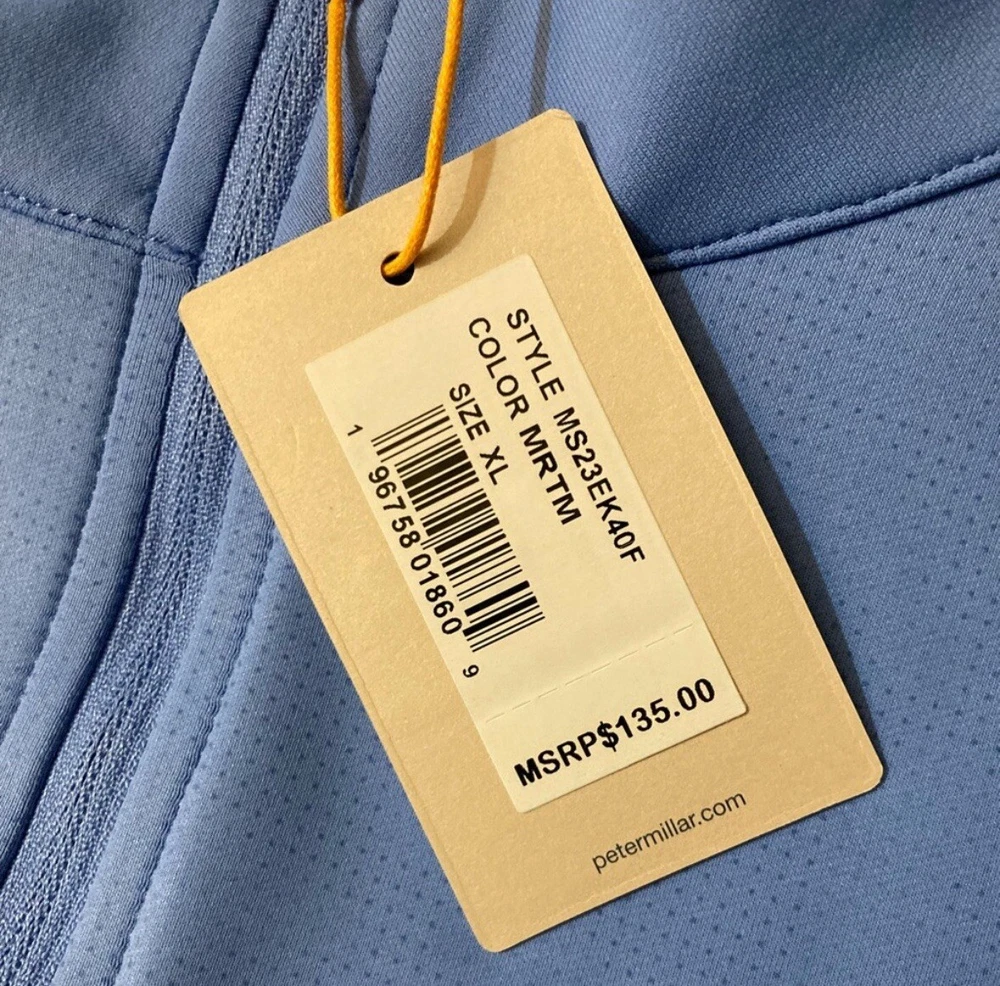 STYLE MS23EK40F
COLOR MRTM
SIZE XL
1 96758 01860 9
MSRP$135.00
petermillar.com